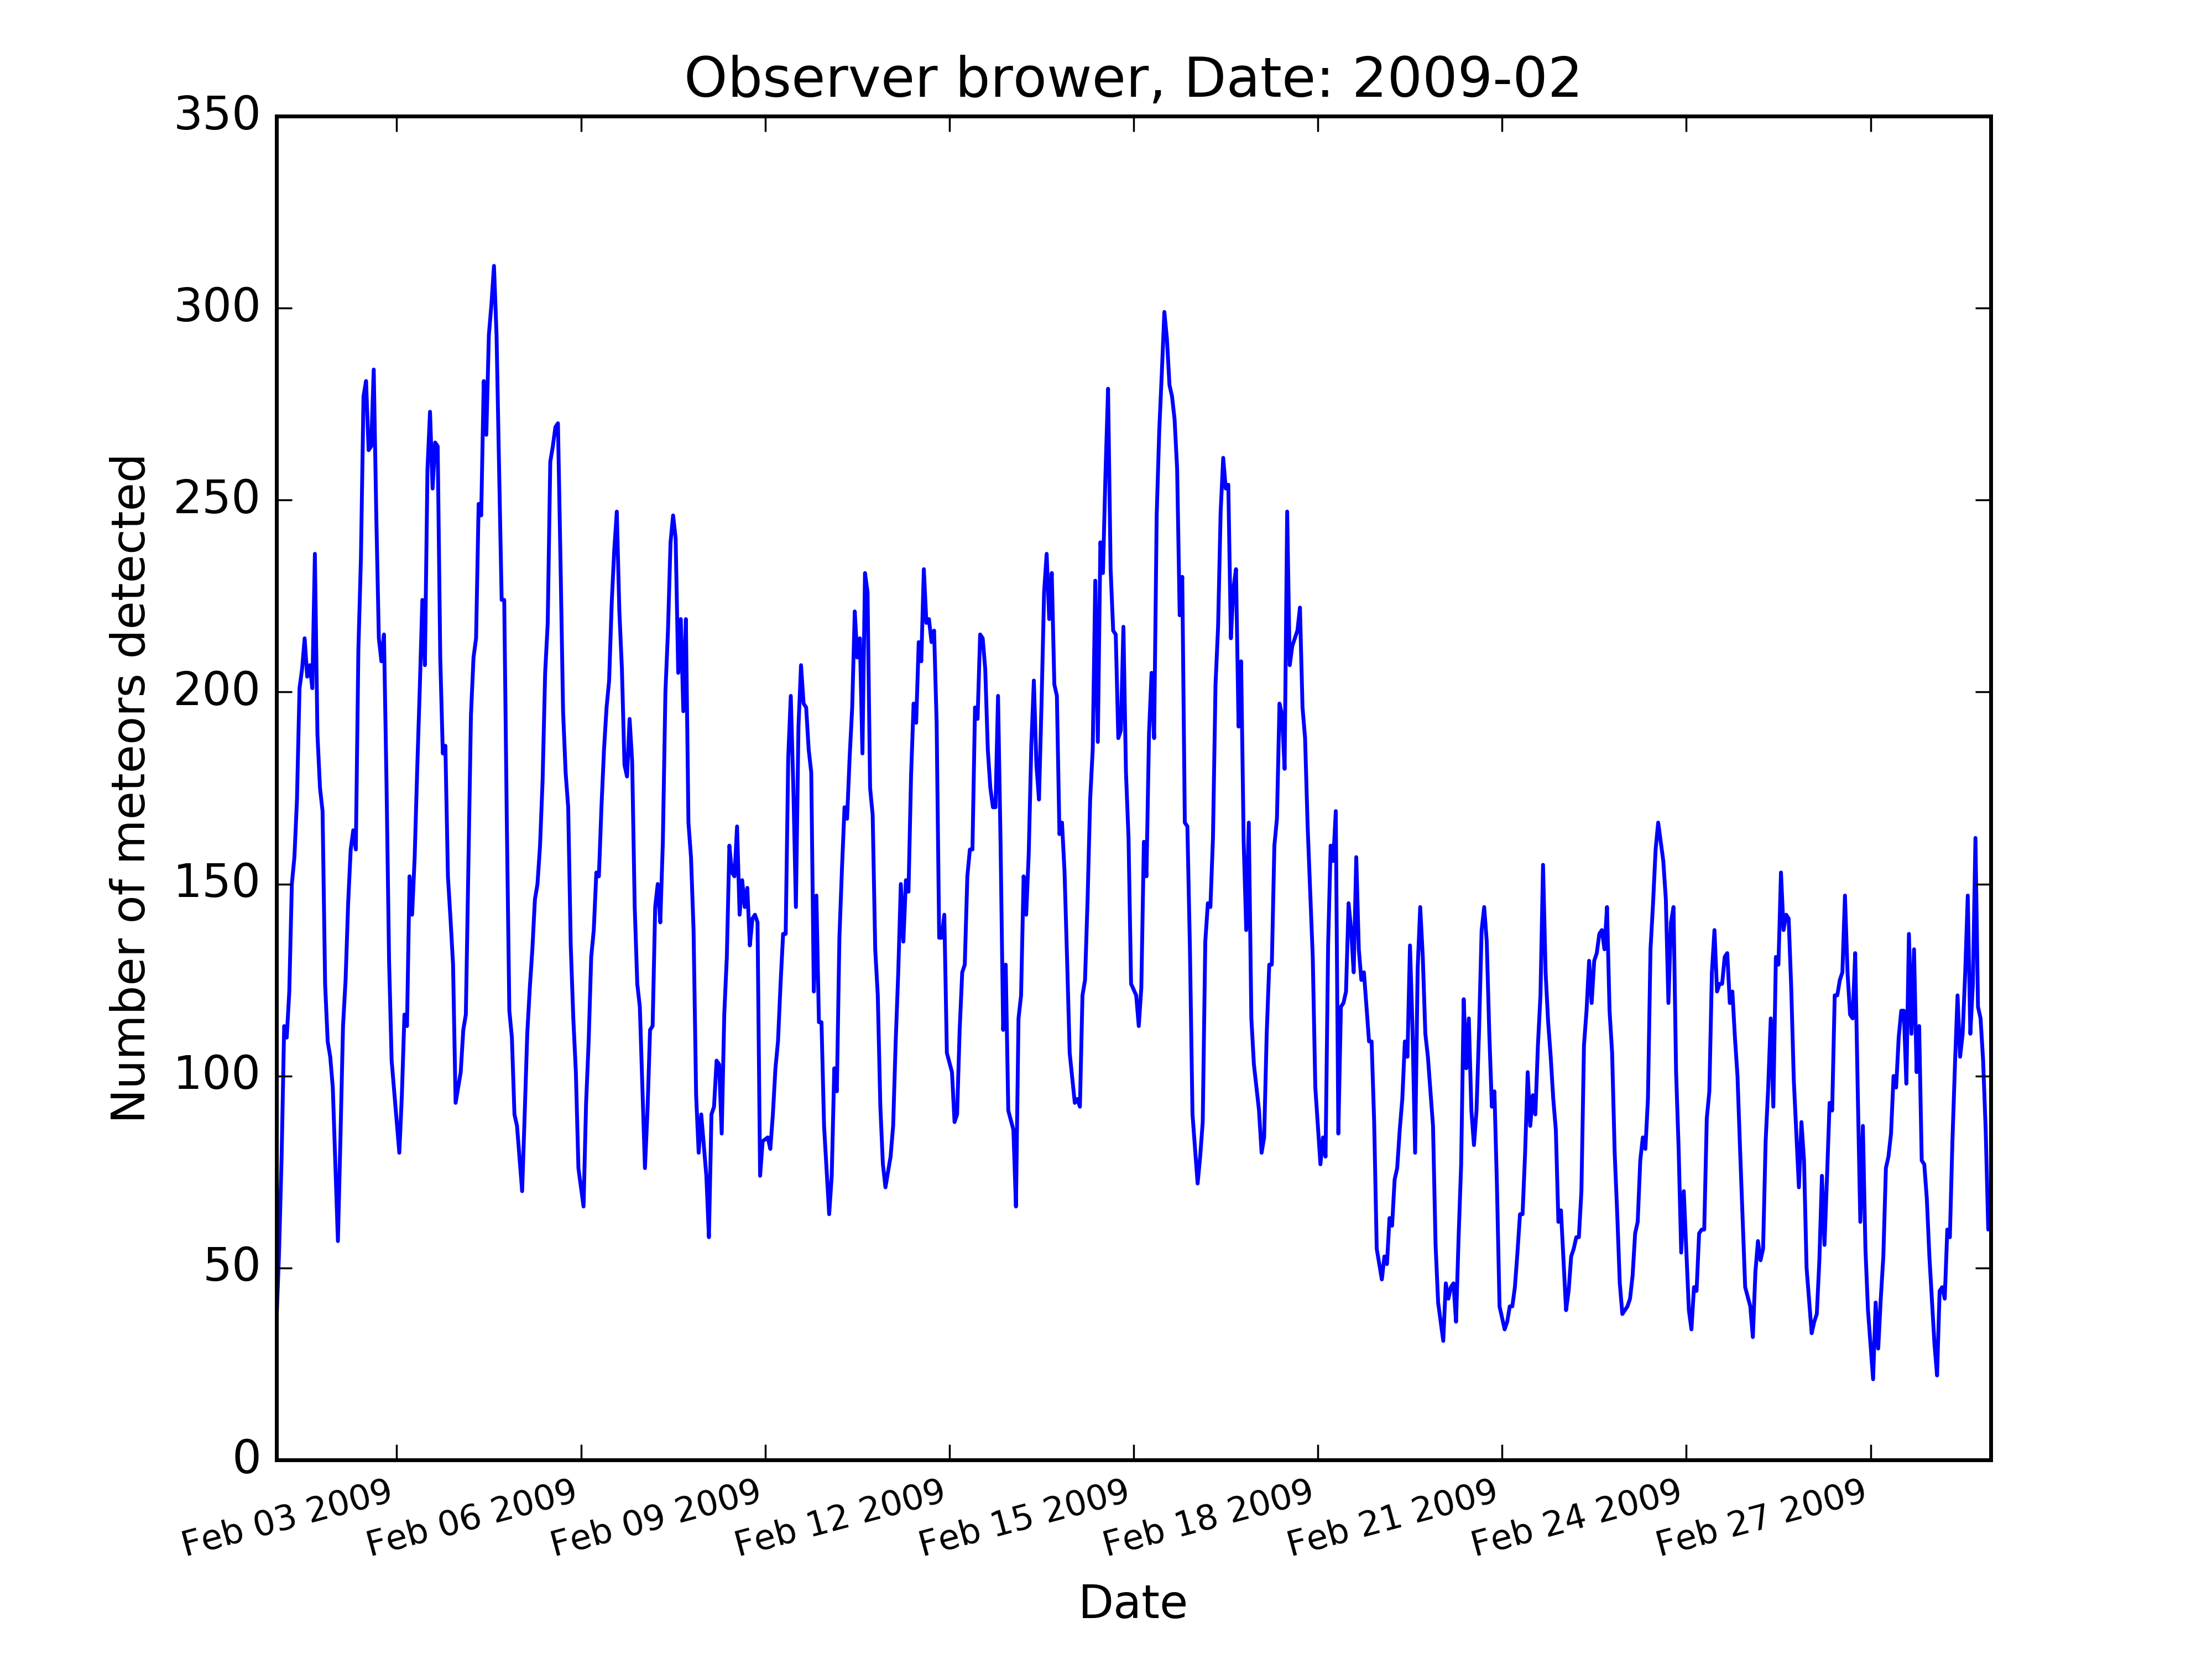 Observer brower, Date: 2009-02
350
300
250
200
150
100
50
0
Number of meteors detected
Feb 03 2009
Feb 06 2009
Feb 09 2009
Feb 12 2009
Feb 15 2009
Feb 18 2009
Feb 21 2009
Feb 24 2009
Feb 27 2009
Date